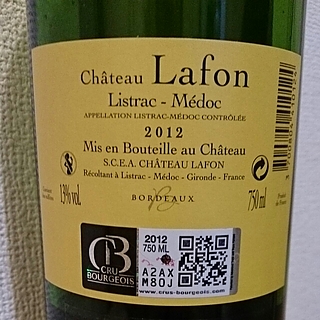 Château Lafon
Listrac - Médoc
APPELLATION LISTRAC-MÉDOC CONTRÔLÉE
2012
Mis en Bouteille au Château
S.C.E.A. CHÂTEAU LAFON
Récoltant à Listrac - Médoc - Gironde - France
13% vol.
BORDEAUX
750 ml
CB
CRU
BOURGEOIS
2012
750 ML
A2AX
M8OJ
www.crus-bourgeois.com